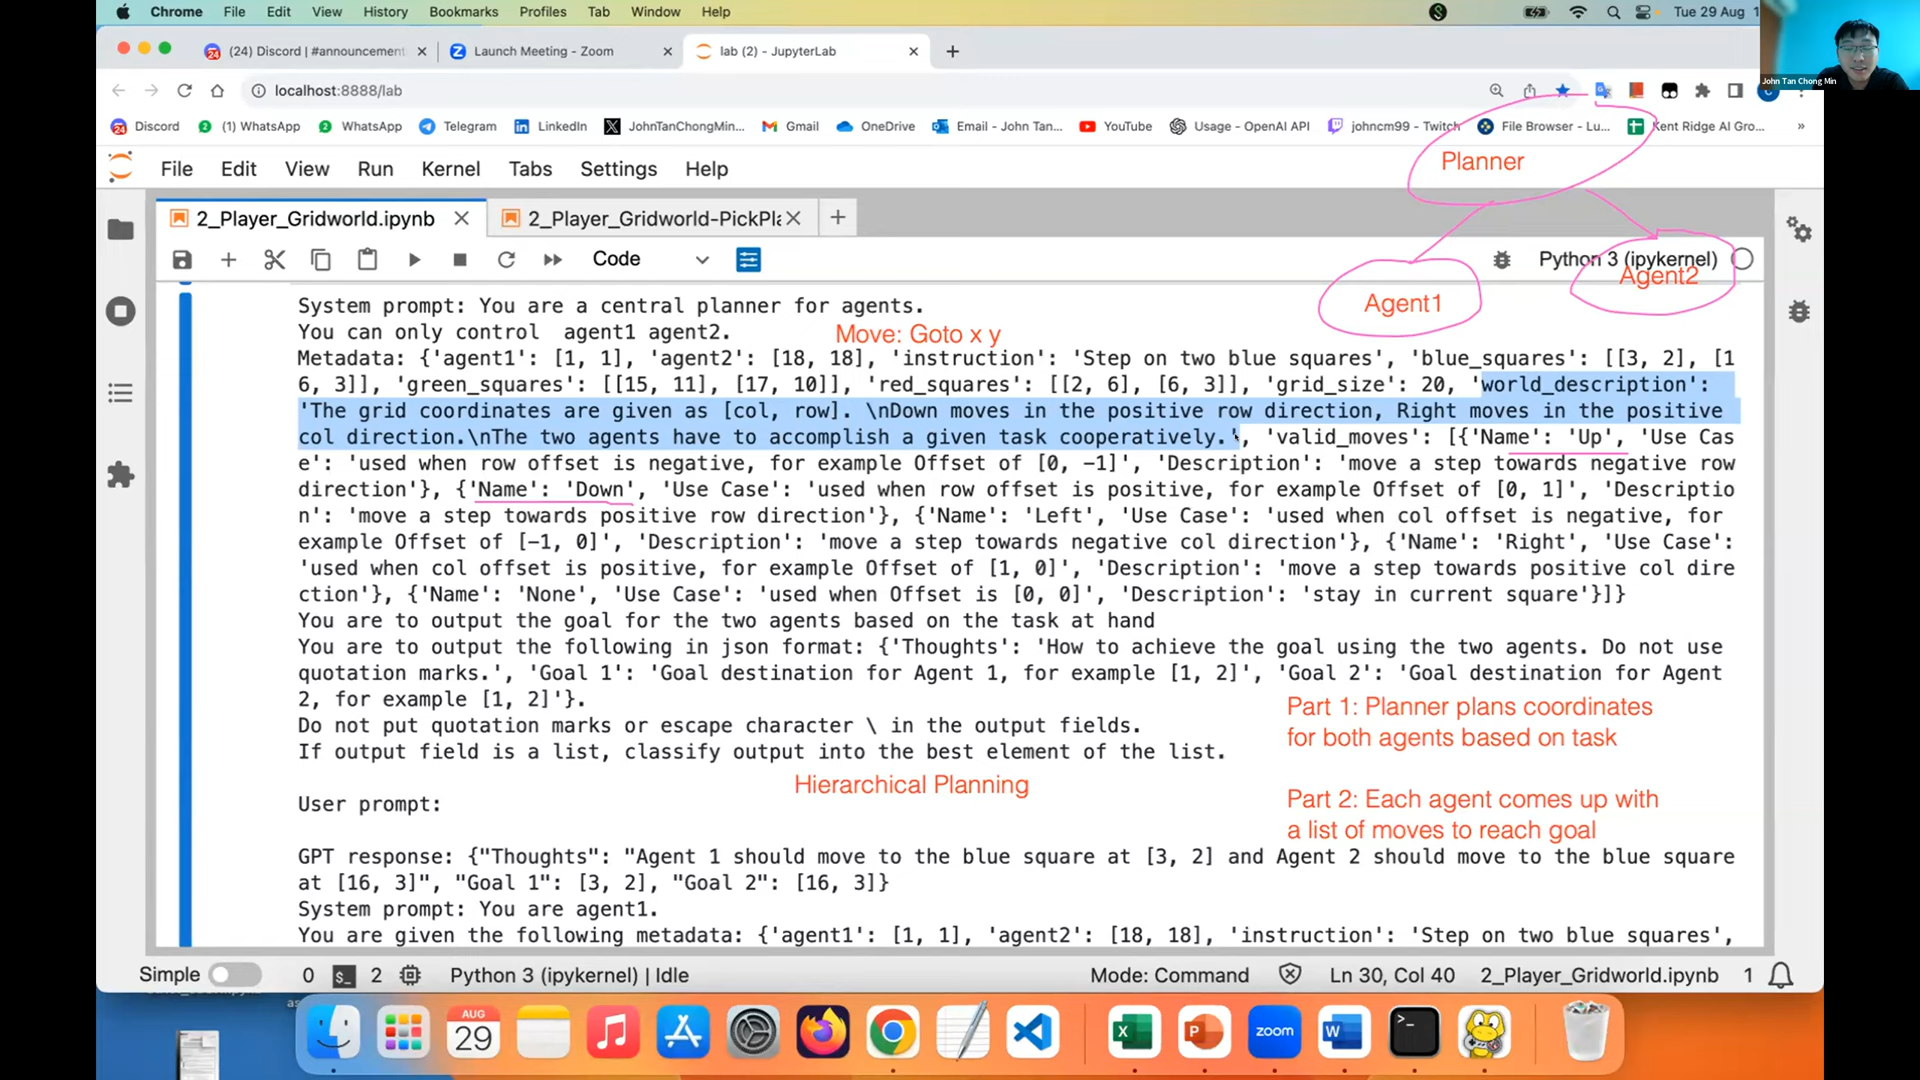 Chrome File Edit View History Bookmarks Profiles Tab Window Help Tue 29 Aug 1
(24) Discord | #announcement Launch Meeting - Zoom lab (2) - JupyterLab
localhost:8888/lab
Discord (1) WhatsApp WhatsApp Telegram LinkedIn JohnTanChongMin... Gmail OneDrive Email - John Tan... YouTube Usage - OpenAI API johncm99 - Twitch File Browser - Lu... Kent Ridge AI Gro... »
John Tan Chong Min
Planner
File Edit View Run Kernel Tabs Settings Help
2_Player_Gridworld.ipynb 2_Player_Gridworld-PickPla
Code Python 3 (ipykernel)
Agent1 Agent2
System prompt: You are a central planner for agents.
You can only control  agent1 agent2.
Move: Goto x y
Metadata: {'agent1': [1, 1], 'agent2': [18, 18], 'instruction': 'Step on two blue squares', 'blue_squares': [[3, 2], [1
6, 3]], 'green_squares': [[15, 11], [17, 10]], 'red_squares': [[2, 6], [6, 3]], 'grid_size': 20, 'world_description':
'The grid coordinates are given as [col, row]. \nDown moves in the positive row direction, Right moves in the positive
col direction.\nThe two agents have to accomplish a given task cooperatively.', 'valid_moves': [{'Name': 'Up', 'Use Cas
e': 'used when row offset is negative, for example Offset of [0, -1]', 'Description': 'move a step towards negative row
direction'}, {'Name': 'Down', 'Use Case': 'used when row offset is positive, for example Offset of [0, 1]', 'Descriptio
n': 'move a step towards positive row direction'}, {'Name': 'Left', 'Use Case': 'used when col offset is negative, for
example Offset of [-1, 0]', 'Description': 'move a step towards negative col direction'}, {'Name': 'Right', 'Use Case':
'used when col offset is positive, for example Offset of [1, 0]', 'Description': 'move a step towards positive col dire
ction'}, {'Name': 'None', 'Use Case': 'used when Offset is [0, 0]', 'Description': 'stay in current square'}]}
You are to output the goal for the two agents based on the task at hand
You are to output the following in json format: {'Thoughts': 'How to achieve the goal using the two agents. Do not use
quotation marks.', 'Goal 1': 'Goal destination for Agent 1, for example [1, 2]', 'Goal 2': 'Goal destination for Agent
2, for example [1, 2]'}.
Do not put quotation marks or escape character \ in the output fields.
If output field is a list, classify output into the best element of the list.
Part 1: Planner plans coordinates
for both agents based on task
Hierarchical Planning
User prompt:
Part 2: Each agent comes up with
a list of moves to reach goal
GPT response: {"Thoughts": "Agent 1 should move to the blue square at [3, 2] and Agent 2 should move to the blue square
at [16, 3]", "Goal 1": [3, 2], "Goal 2": [16, 3]}
System prompt: You are agent1.
You are given the following metadata: {'agent1': [1, 1], 'agent2': [18, 18], 'instruction': 'Step on two blue squares',
Simple 0 2 Python 3 (ipykernel) | Idle Mode: Command Ln 30, Col 40 2_Player_Gridworld.ipynb 1
AUG
29
zoom